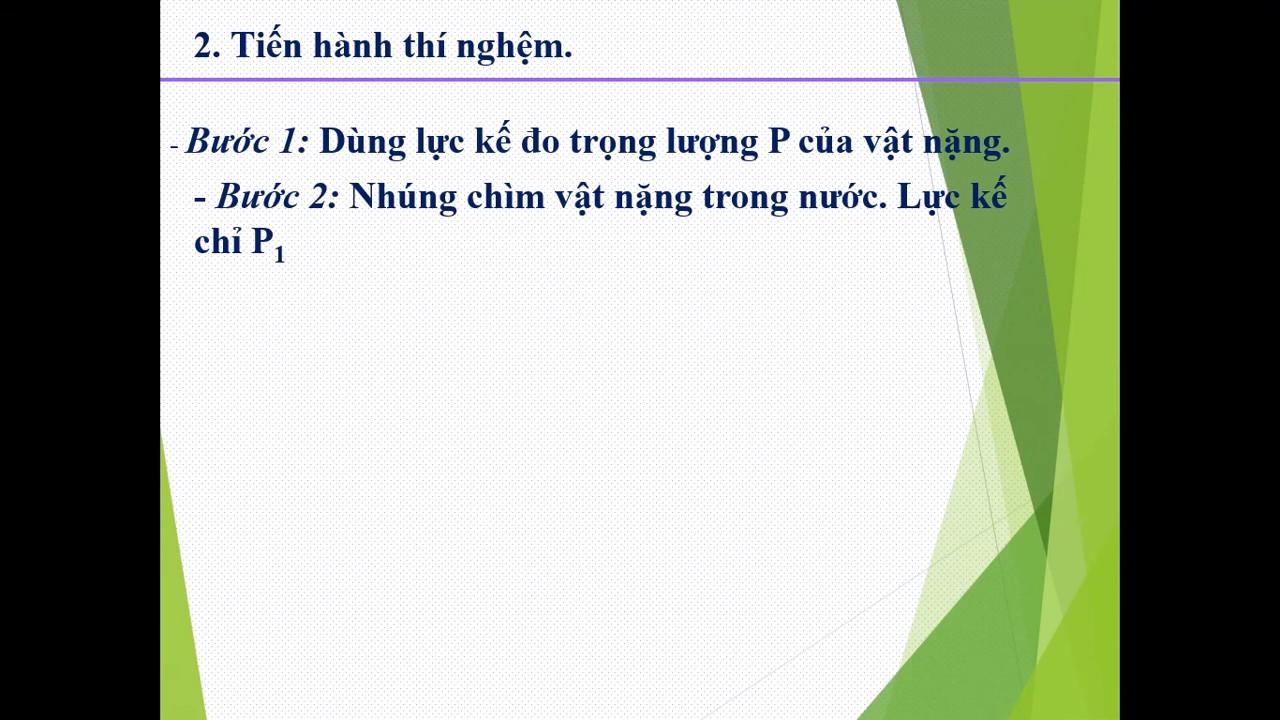 2. Tiến hành thí nghệm.
- Bước 1: Dùng lực kế đo trọng lượng P của vật nặng.
- Bước 2: Nhúng chìm vật nặng trong nước. Lực kế
chỉ P₁